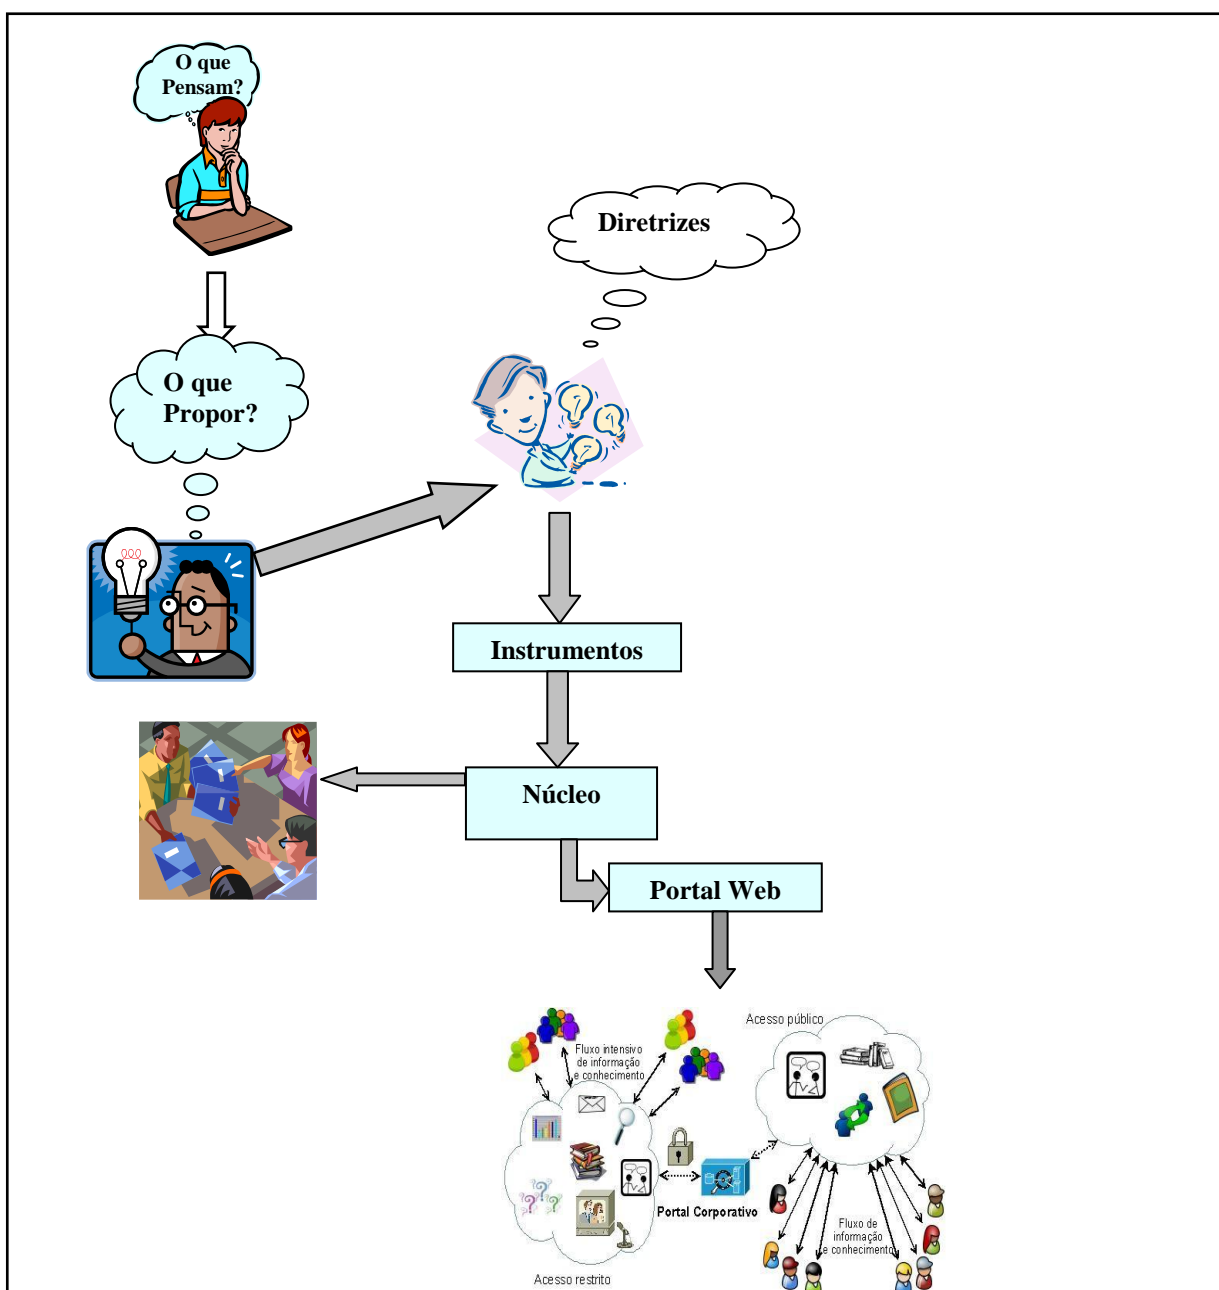 O que
Pensam?
Diretrizes
O que
Propor?
Instrumentos
Núcleo
Portal Web
Acesso público
Fluxo intensivo
de informação
e conhecimento
Portal Corporativo
Fluxo de
informação
e conhecimento
Acesso restrito